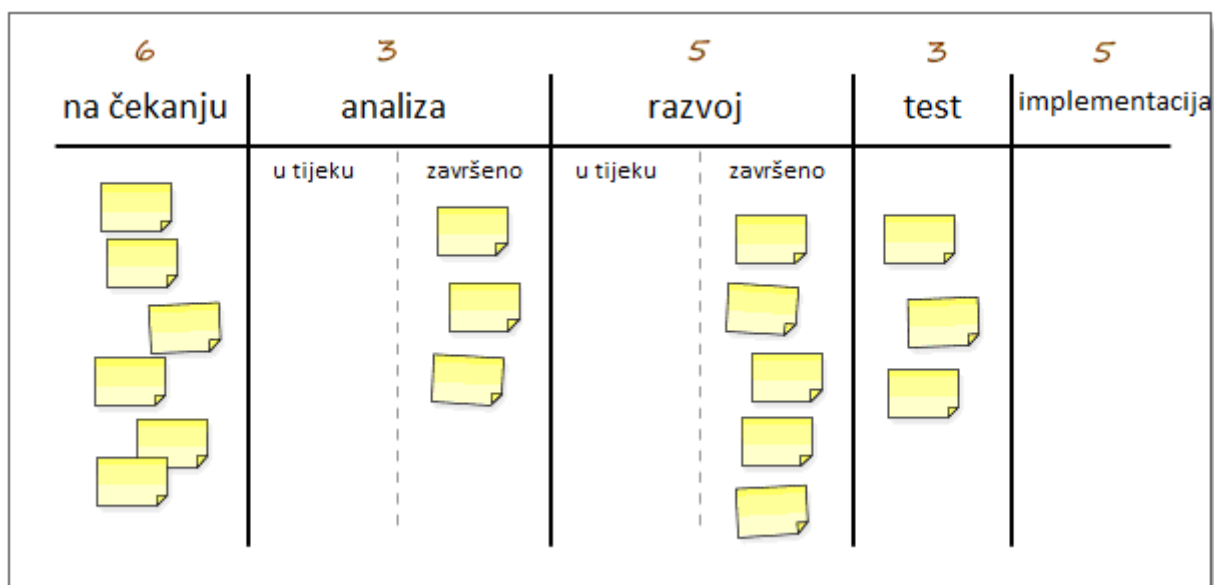 6 3 5 3 5
na čekanju analiza razvoj test implementacija
u tijeku završeno u tijeku završeno